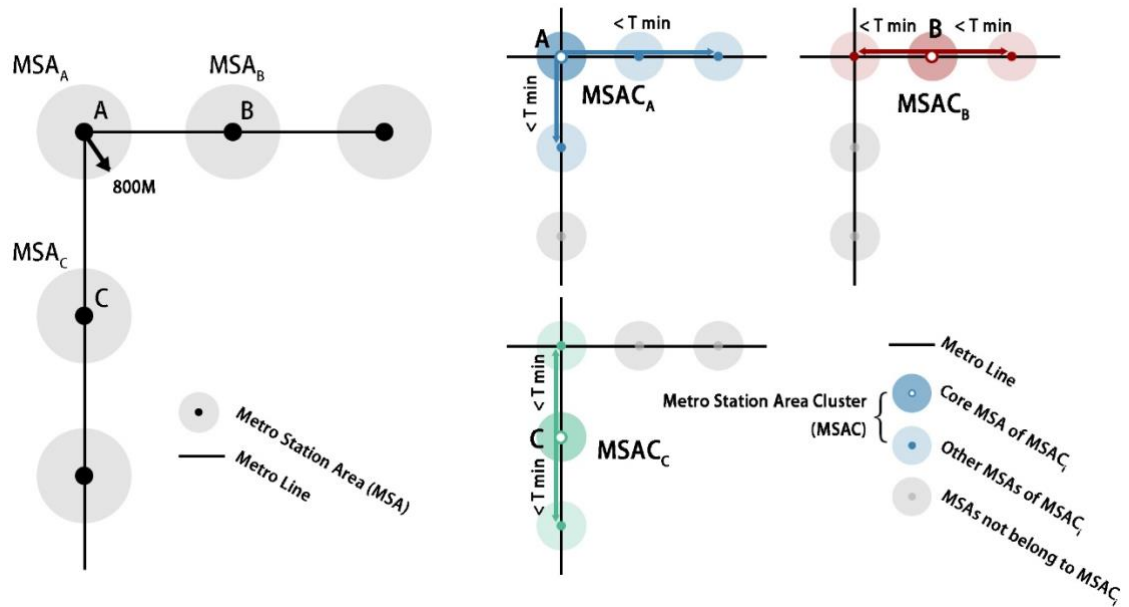 MSA_A
MSA_B
A
B
800M
MSA_C
C
Metro Station Area (MSA)
Metro Line
A
< T min
< T min
MSAC_A
B
< T min
< T min
MSAC_B
< T min
C
MSAC_C
< T min
Metro Station Area Cluster
(MSAC)
Metro Line
Core MSA of MSAC_i
Other MSAs of MSAC_i
MSAs not belong to MSAC_i